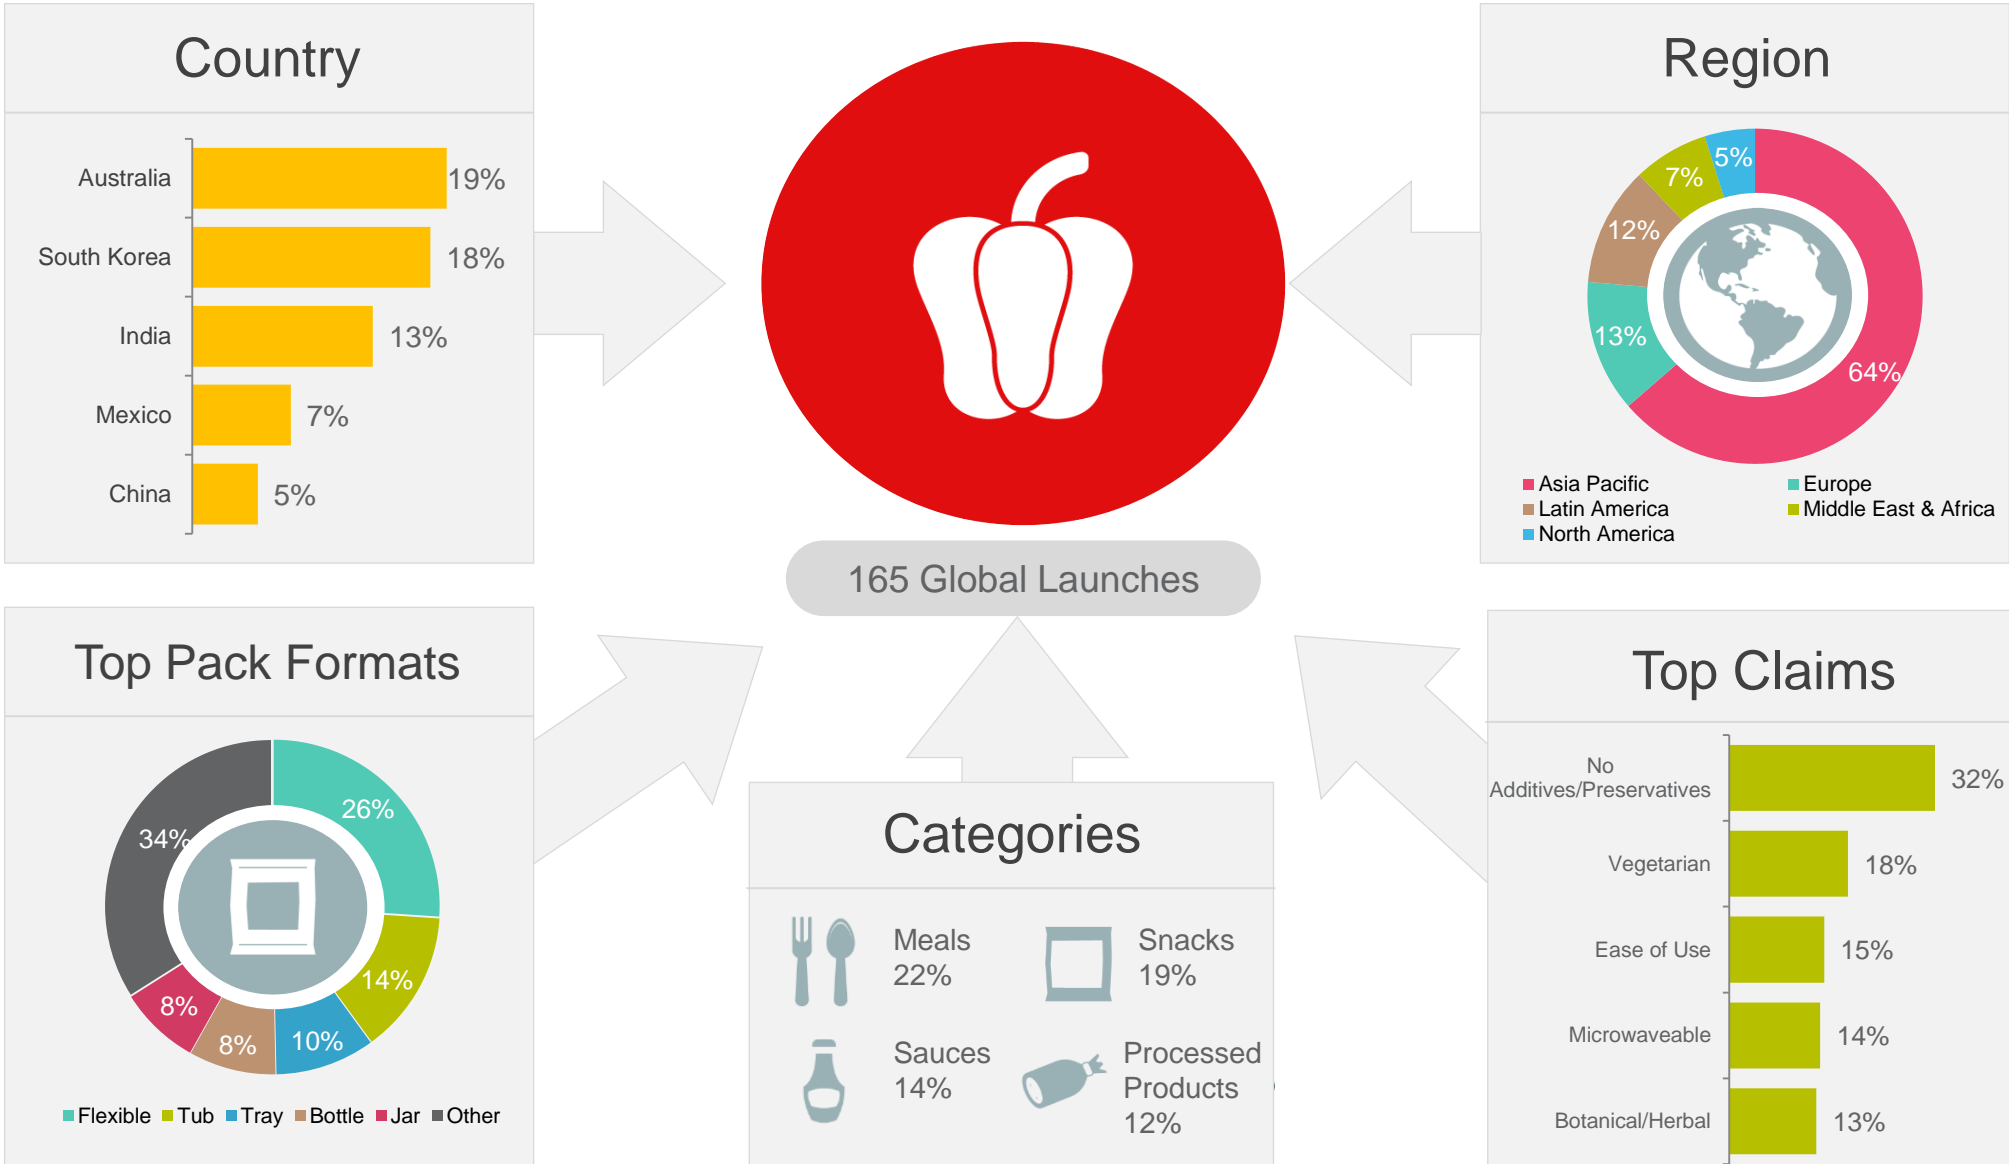 Country
Australia
19%
South Korea
18%
India
13%
Mexico
7%
China
5%
165 Global Launches
Region
5%
7%
12%
13%
64%
Asia Pacific
Europe
Latin America
Middle East & Africa
North America
Top Pack Formats
26%
34%
14%
8%
8%
10%
Flexible
Tub
Tray
Bottle
Jar
Other
Categories
Meals
22%
Snacks
19%
Sauces
14%
Processed
Products
12%
Top Claims
No
Additives/Preservatives
32%
Vegetarian
18%
Ease of Use
15%
Microwaveable
14%
Botanical/Herbal
13%